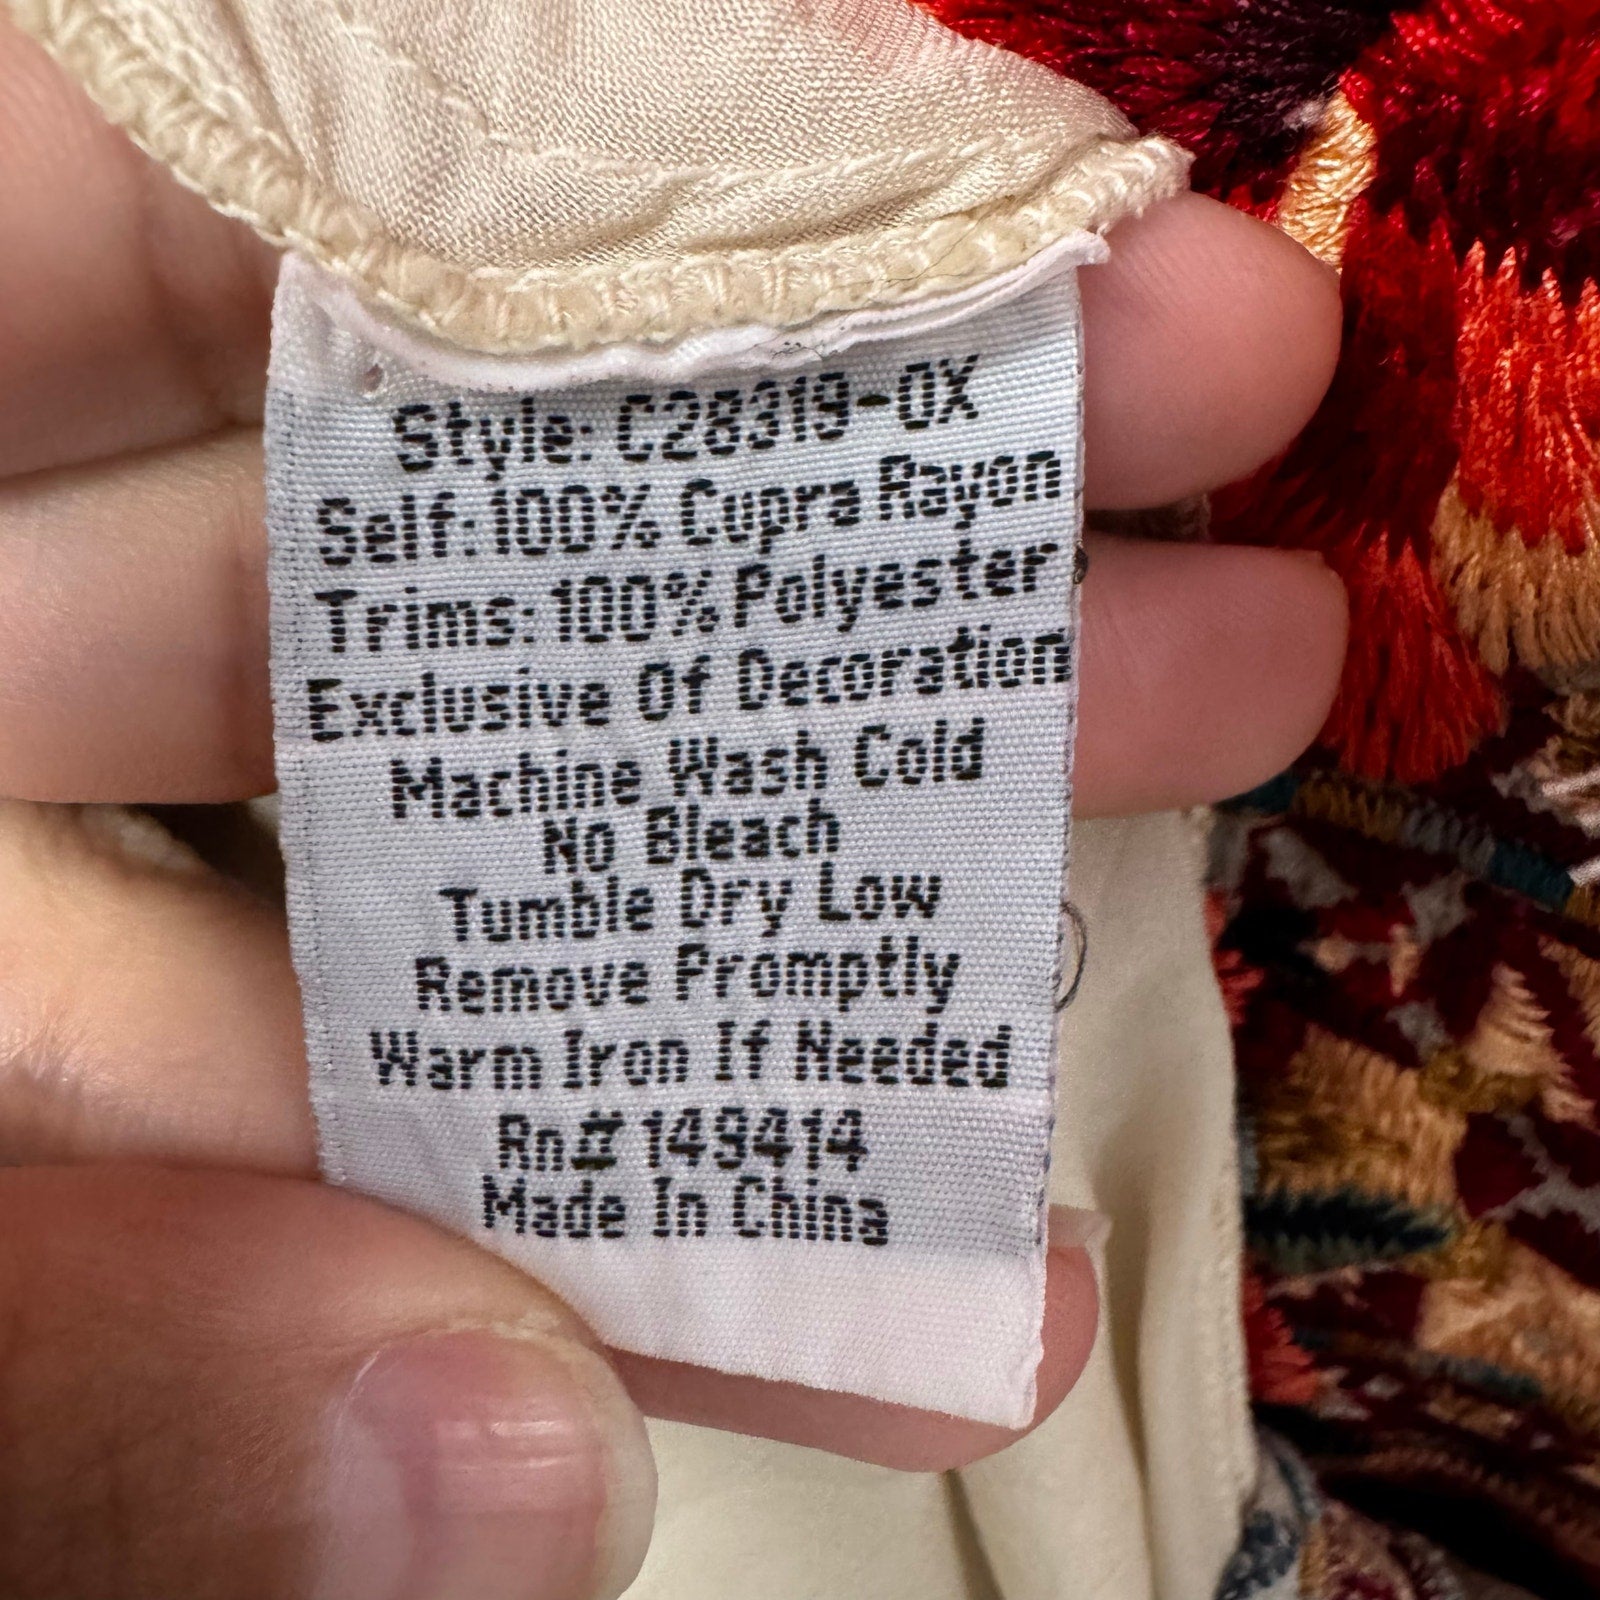 Style: C28319-0X
Self: 100% Cupra Rayon
Trims: 100% Polyester
Exclusive Of Decoration
Machine Wash Cold
No Bleach
Tumble Dry Low
Remove Promptly
Warm Iron If Needed
Rn# 149414
Made In China